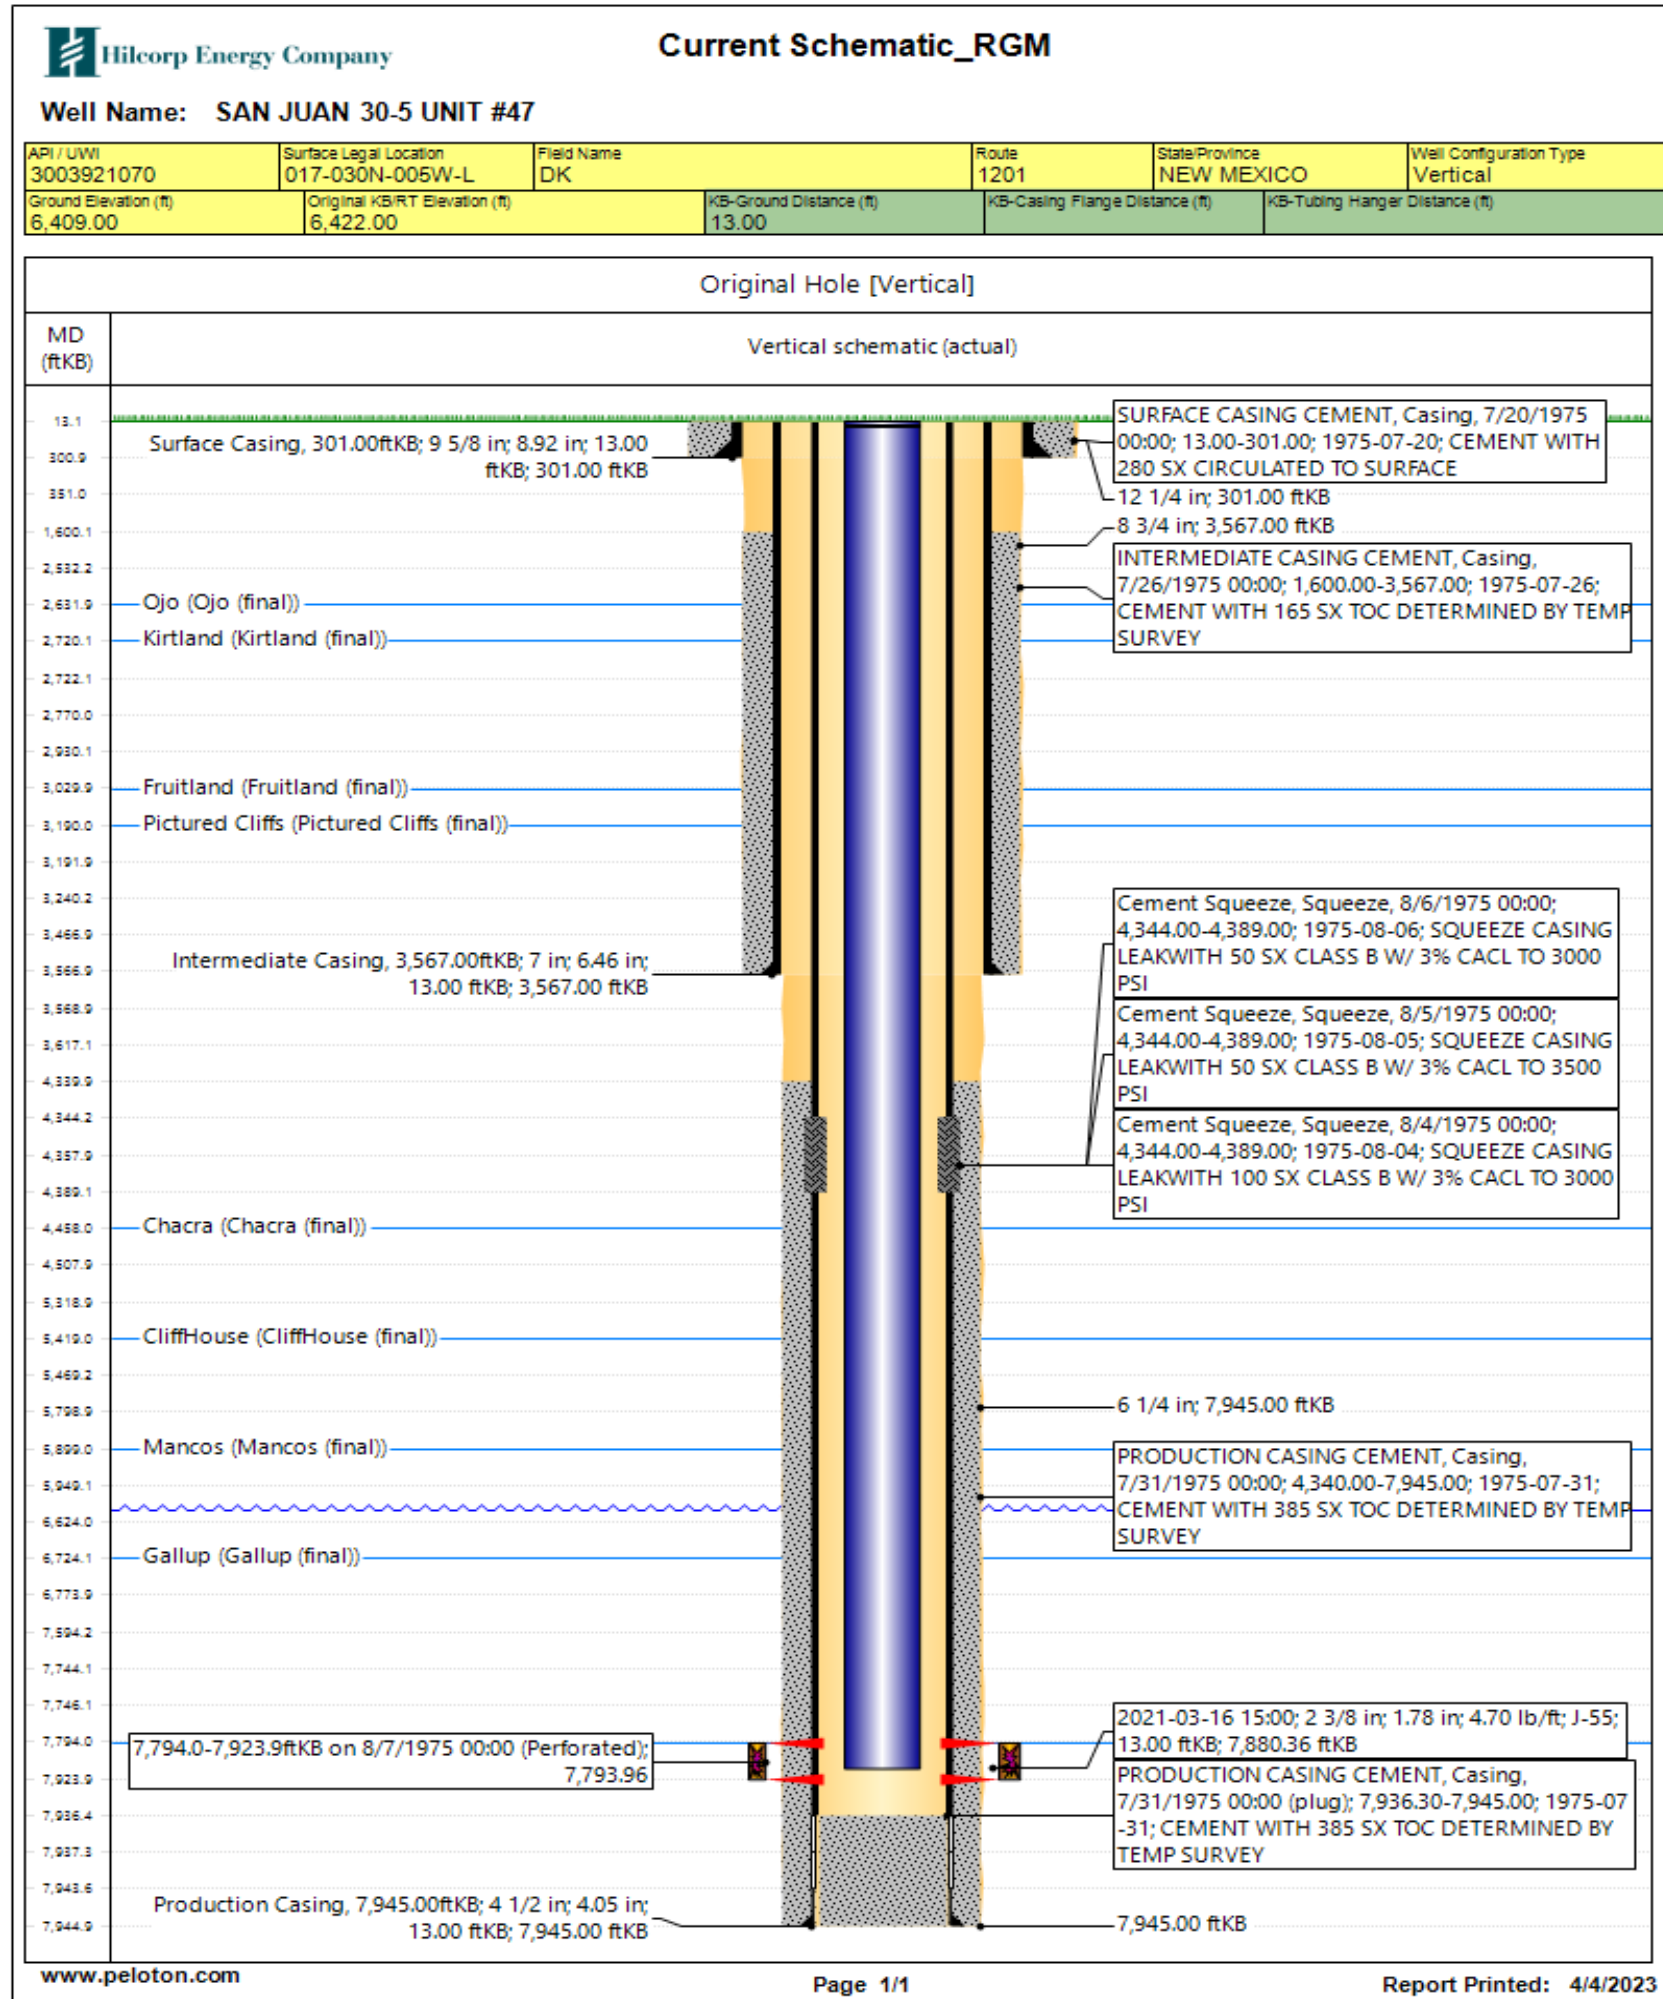 Hilcorp Energy Company
Current Schematic_RGM
Well Name: SAN JUAN 30-5 UNIT #47
API / UWI
3003921070
Surface Legal Location
017-030N-005W-L
Field Name
DK
Route
1201
State/Province
NEW MEXICO
Well Configuration Type
Vertical
Ground Elevation (ft)
6,409.00
Original KB/RT Elevation (ft)
6,422.00
KB-Ground Distance (ft)
13.00
KB-Casing Flange Distance (ft)
KB-Tubing Hanger Distance (ft)
Original Hole [Vertical]
MD
(ftKB)
Vertical schematic (actual)
13.1
300.9
351.0
1,600.1
2,552.2
2,631.9
2,720.1
2,722.1
2,770.0
2,930.1
3,029.9
3,190.0
3,191.9
3,240.2
3,466.9
3,566.9
3,568.9
3,617.1
4,339.9
4,344.2
4,357.9
4,389.1
4,458.0
4,507.9
5,318.9
5,419.0
5,469.2
5,798.9
5,899.0
5,949.1
6,624.0
6,724.1
6,773.9
7,594.2
7,744.1
7,746.1
7,794.0
7,923.9
7,936.4
7,937.3
7,943.6
7,944.9
Surface Casing, 301.00ftKB; 9 5/8 in; 8.92 in; 13.00
ftKB; 301.00 ftKB
SURFACE CASING CEMENT, Casing, 7/20/1975
00:00; 13.00-301.00; 1975-07-20; CEMENT WITH
280 SX CIRCULATED TO SURFACE
12 1/4 in; 301.00 ftKB
8 3/4 in; 3,567.00 ftKB
INTERMEDIATE CASING CEMENT, Casing,
7/26/1975 00:00; 1,600.00-3,567.00; 1975-07-26;
CEMENT WITH 165 SX TOC DETERMINED BY TEMP
SURVEY
Ojo (Ojo (final))
Kirtland (Kirtland (final))
Fruitland (Fruitland (final))
Pictured Cliffs (Pictured Cliffs (final))
Intermediate Casing, 3,567.00ftKB; 7 in; 6.46 in;
13.00 ftKB; 3,567.00 ftKB
Cement Squeeze, Squeeze, 8/6/1975 00:00;
4,344.00-4,389.00; 1975-08-06; SQUEEZE CASING
LEAKWITH 50 SX CLASS B W/ 3% CACL TO 3000
PSI
Cement Squeeze, Squeeze, 8/5/1975 00:00;
4,344.00-4,389.00; 1975-08-05; SQUEEZE CASING
LEAKWITH 50 SX CLASS B W/ 3% CACL TO 3500
PSI
Cement Squeeze, Squeeze, 8/4/1975 00:00;
4,344.00-4,389.00; 1975-08-04; SQUEEZE CASING
LEAKWITH 100 SX CLASS B W/ 3% CACL TO 3000
PSI
Chacra (Chacra (final))
CliffHouse (CliffHouse (final))
6 1/4 in; 7,945.00 ftKB
Mancos (Mancos (final))
PRODUCTION CASING CEMENT, Casing,
7/31/1975 00:00; 4,340.00-7,945.00; 1975-07-31;
CEMENT WITH 385 SX TOC DETERMINED BY TEMP
SURVEY
Gallup (Gallup (final))
7,794.0-7,923.9ftKB on 8/7/1975 00:00 (Perforated);
7,793.96
2021-03-16 15:00; 2 3/8 in; 1.78 in; 4.70 lb/ft; J-55;
13.00 ftKB; 7,880.36 ftKB
PRODUCTION CASING CEMENT, Casing,
7/31/1975 00:00 (plug); 7,936.30-7,945.00; 1975-07
-31; CEMENT WITH 385 SX TOC DETERMINED BY
TEMP SURVEY
Production Casing, 7,945.00ftKB; 4 1/2 in; 4.05 in;
13.00 ftKB; 7,945.00 ftKB
7,945.00 ftKB
www.peloton.com
Page 1/1
Report Printed: 4/4/2023